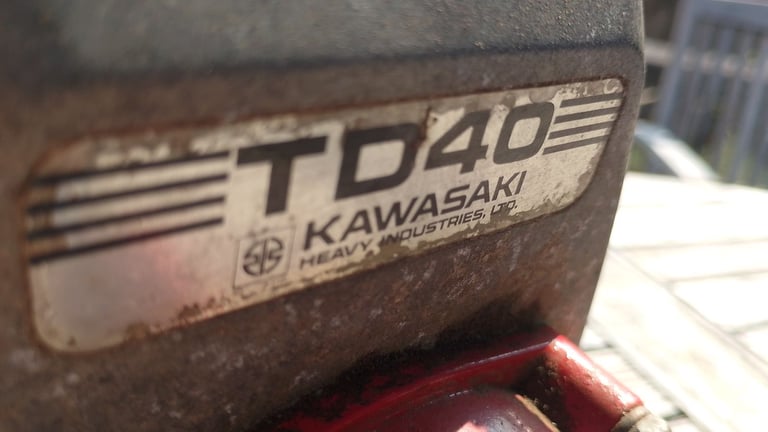 TD40
KAWASAKI
HEAVY INDUSTRIES, LTD.